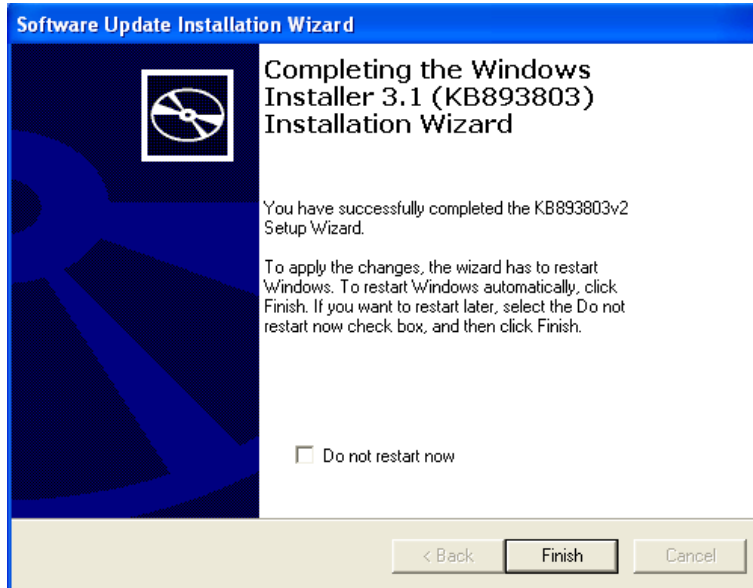 Software Update Installation Wizard
Completing the Windows
Installer 3.1 (KB893803)
Installation Wizard
You have successfully completed the KB893803v2
Setup Wizard.
To apply the changes, the wizard has to restart
Windows. To restart Windows automatically, click
Finish. If you want to restart later, select the Do not
restart now check box, and then click Finish.
Do not restart now
< Back Finish Cancel